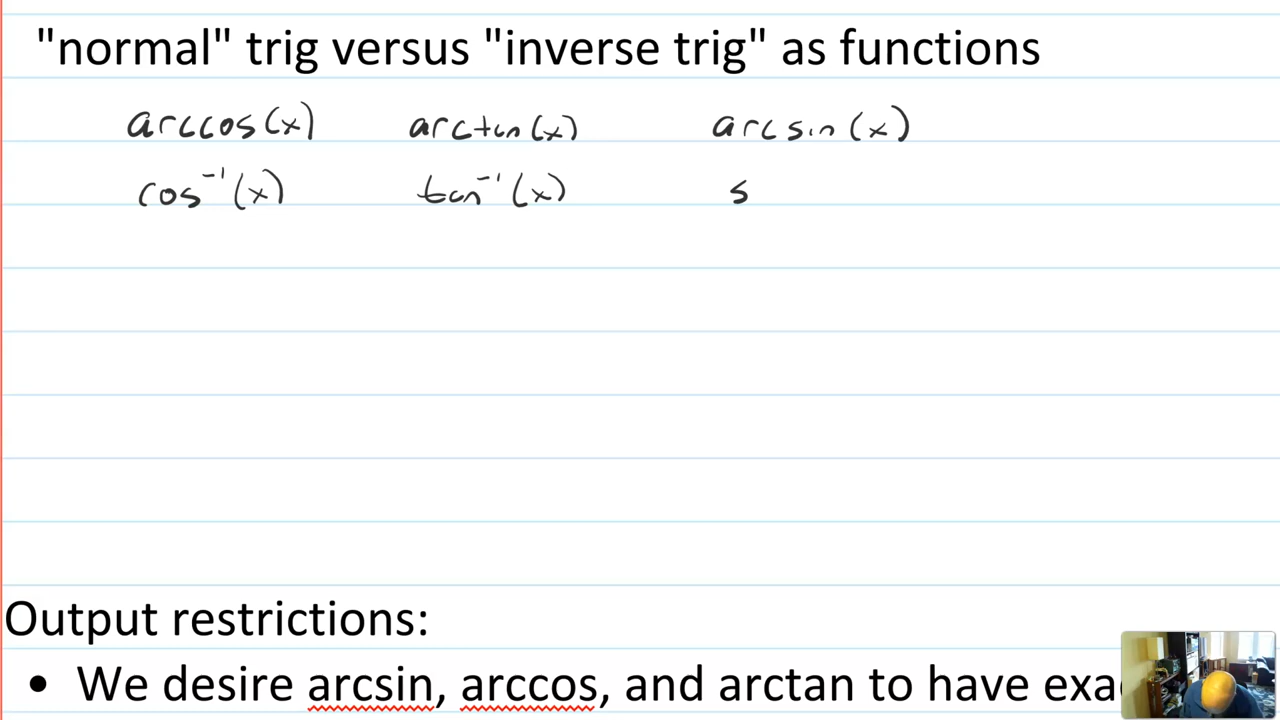 "normal" trig versus "inverse trig" as functions
arccos(x) arctan(x) arcsin(x)
cos⁻¹(x) tan⁻¹(x) s
Output restrictions:
• We desire arcsin, arccos, and arctan to have exa